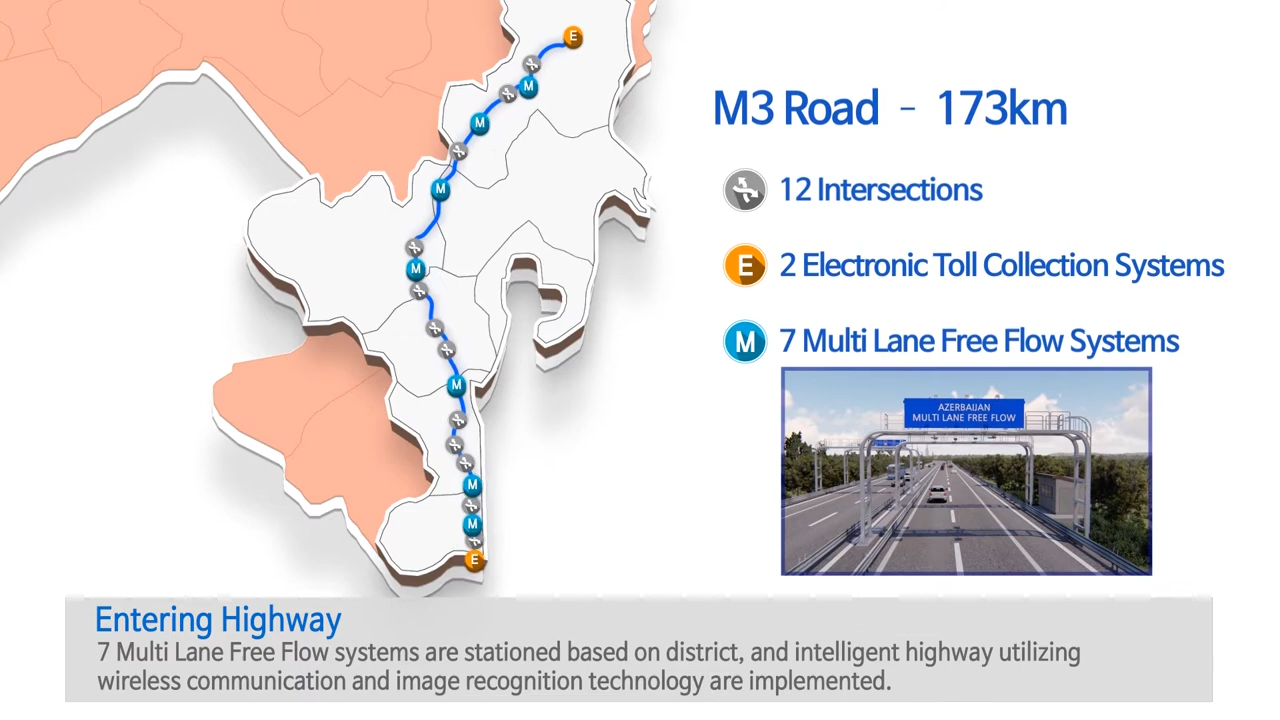 M3 Road - 173km
12 Intersections
E
2 Electronic Toll Collection Systems
M
7 Multi Lane Free Flow Systems
AZERBAIJAN
MULTI LANE FREE FLOW
E
M
M
M
M
M
M
M
E
Entering Highway
7 Multi Lane Free Flow systems are stationed based on district, and intelligent highway utilizing
wireless communication and image recognition technology are implemented.